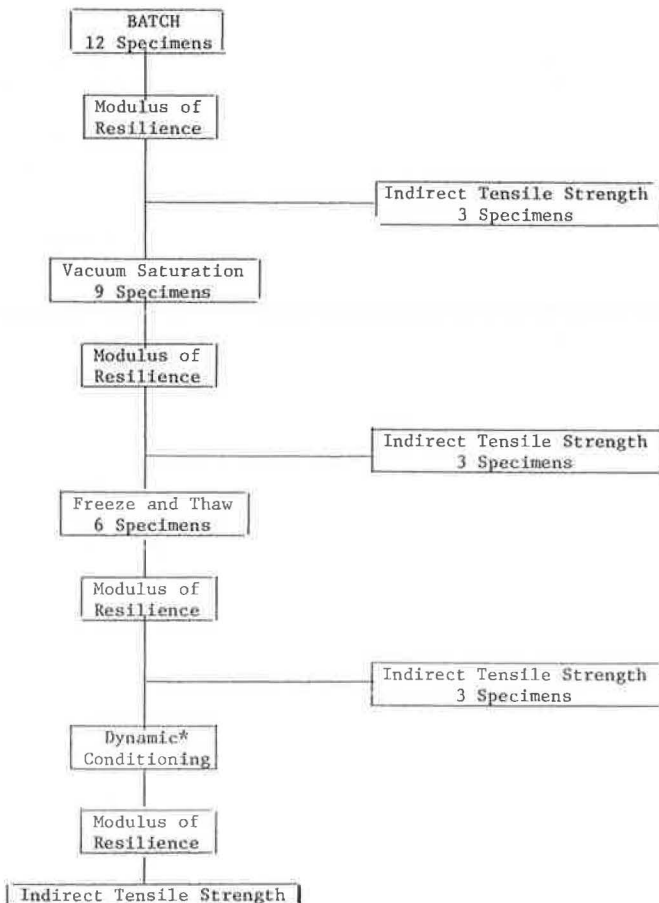 BATCH
12 Specimens
Modulus of
Resilience
Indirect Tensile Strength
3 Specimens
Vacuum Saturation
9 Specimens
Modulus of
Resilience
Indirect Tensile Strength
3 Specimens
Freeze and Thaw
6 Specimens
Modulus of
Resilience
Indirect Tensile Strength
3 Specimens
Dynamic*
Conditioning
Modulus of
Resilience
Indirect Tensile Strength